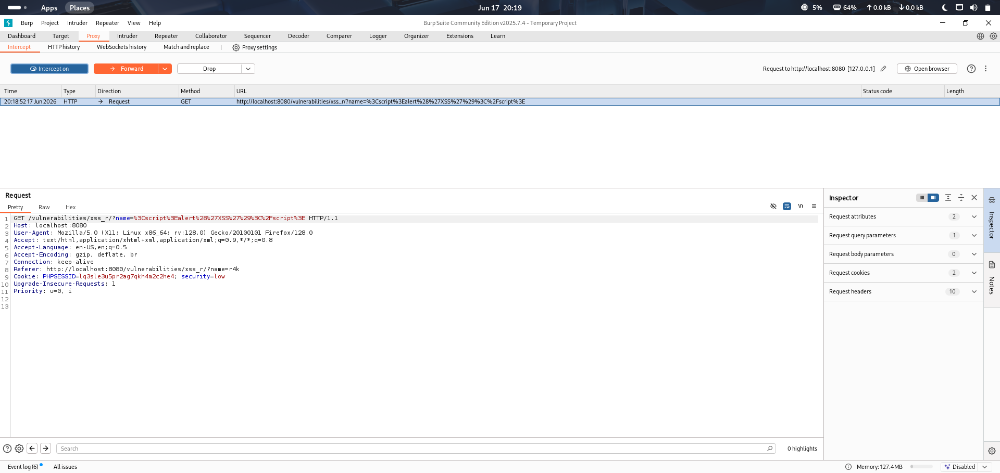 Apps Places Jun 17 20:19 5% 64% 0.0 kB 0.0 kB
Burp Project Intruder Repeater View Help Burp Suite Community Edition v2025.7.4 - Temporary Project
Dashboard Target Proxy Intruder Repeater Collaborator Sequencer Decoder Comparer Logger Organizer Extensions Learn
Intercept HTTP history WebSockets history Match and replace Proxy settings
Intercept on Forward Drop Request to http://localhost:8080 [127.0.0.1] Open browser
Time Type Direction Method URL Status code Length
20:18:52 17 Jun 2026 HTTP Request GET http://localhost:8080/vulnerabilities/xss_r/?name=%3Cscript%3Ealert%28%27XSS%27%29%3C%2Fscript%3E
Request
Pretty Raw Hex \n
1 GET /vulnerabilities/xss_r/?name=%3Cscript%3Ealert%28%27XSS%27%29%3C%2Fscript%3E HTTP/1.1
2 Host: localhost:8080
3 User-Agent: Mozilla/5.0 (X11; Linux x86_64; rv:128.0) Gecko/20100101 Firefox/128.0
4 Accept: text/html,application/xhtml+xml,application/xml;q=0.9,*/*;q=0.8
5 Accept-Language: en-US,en;q=0.5
6 Accept-Encoding: gzip, deflate, br
7 Connection: keep-alive
8 Referer: http://localhost:8080/vulnerabilities/xss_r/?name=r4k
9 Cookie: PHPSESSID=lq3sle3u5pr2ag7qkh4m2c2he4; security=low
10 Upgrade-Insecure-Requests: 1
11 Priority: u=0, i
12
13
Inspector
Request attributes 2
Request query parameters 1
Request body parameters 0
Request cookies 2
Request headers 10
Inspector
Notes
Search 0 highlights
Event log (6) All issues Memory: 127.4MB Disabled